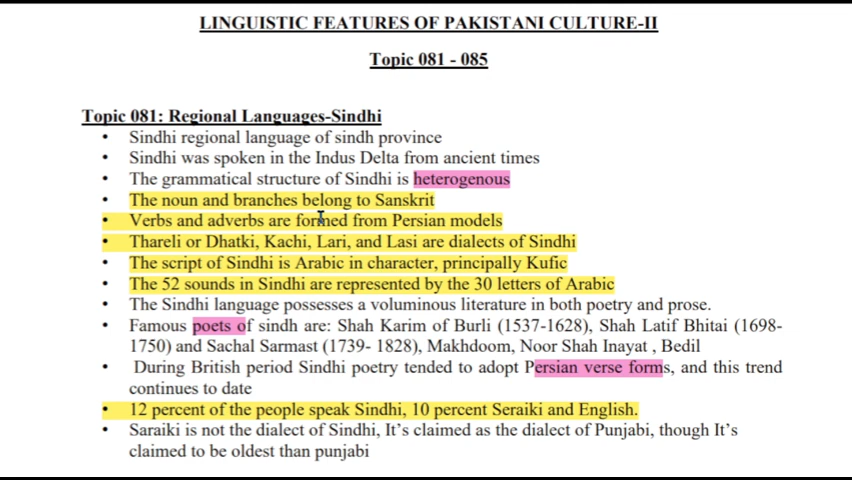 LINGUISTIC FEATURES OF PAKISTANI CULTURE-II
Topic 081 - 085
Topic 081: Regional Languages-Sindhi
• Sindhi regional language of sindh province
• Sindhi was spoken in the Indus Delta from ancient times
• The grammatical structure of Sindhi is heterogenous
• The noun and branches belong to Sanskrit
• Verbs and adverbs are formed from Persian models
• Thareli or Dhatki, Kachi, Lari, and Lasi are dialects of Sindhi
• The script of Sindhi is Arabic in character, principally Kufic
• The 52 sounds in Sindhi are represented by the 30 letters of Arabic
• The Sindhi language possesses a voluminous literature in both poetry and prose.
• Famous poets of sindh are: Shah Karim of Burli (1537-1628), Shah Latif Bhitai (1698-
1750) and Sachal Sarmast (1739- 1828), Makhdoom, Noor Shah Inayat , Bedil
• During British period Sindhi poetry tended to adopt Persian verse forms, and this trend
continues to date
• 12 percent of the people speak Sindhi, 10 percent Seraiki and English.
• Saraiki is not the dialect of Sindhi, It's claimed as the dialect of Punjabi, though It's
claimed to be oldest than punjabi